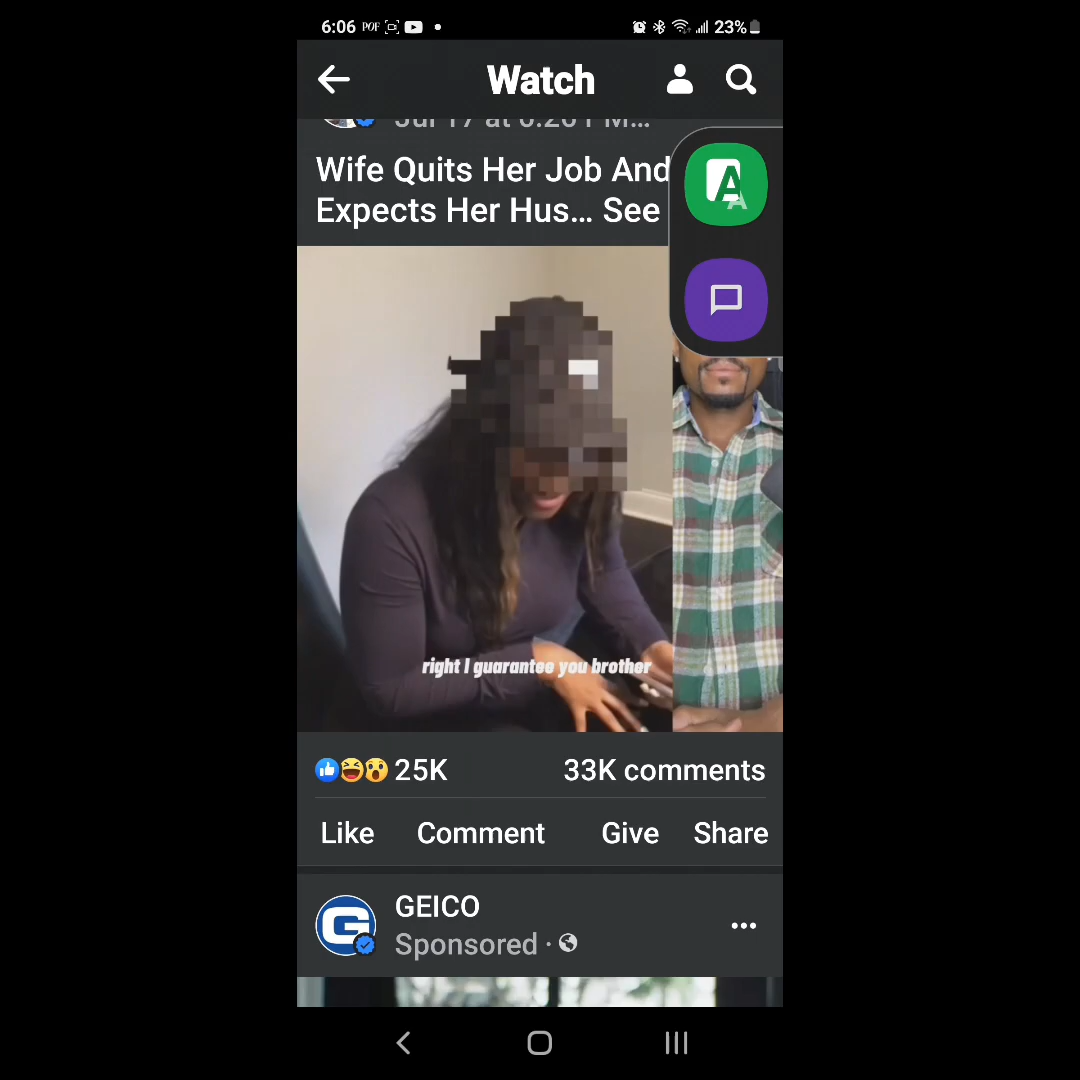 6:06 POF 23%
Watch
Wife Quits Her Job And
Expects Her Hus... See
A
A
right I guarantee you brother
25K 33K comments
Like Comment Give Share
G GEICO
Sponsored ·